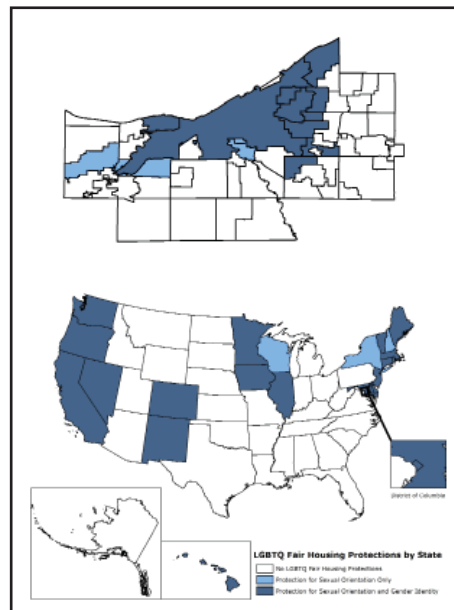 District of Columbia
LGBTQ Fair Housing Protections by State
No LGBTQ Fair Housing Protections
Protection for Sexual Orientation Only
Protection for Sexual Orientation and Gender Identity